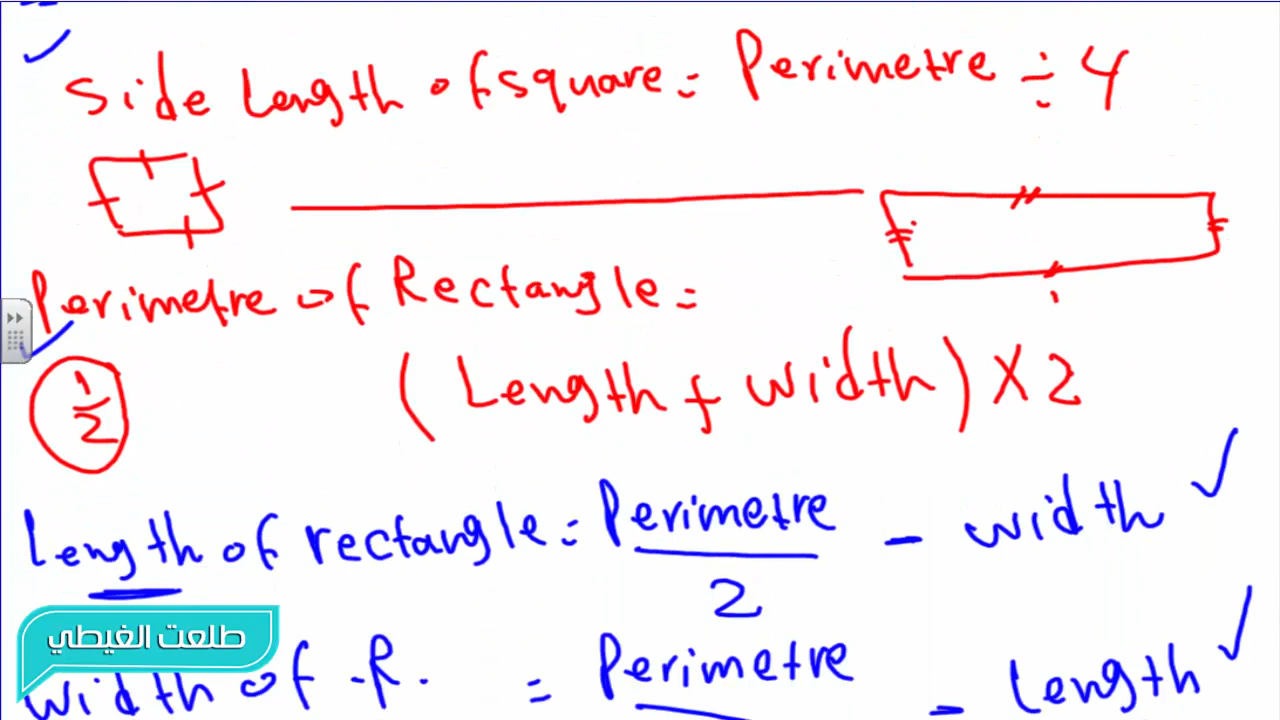 Side Length of square = Perimetre ÷ 4
Perimetre of Rectangle =
(Length + width) X 2
1/2
Length of rectangle = Perimetre/2 - width
طلعت الغيطي
width of .R. = Perimetre - Length